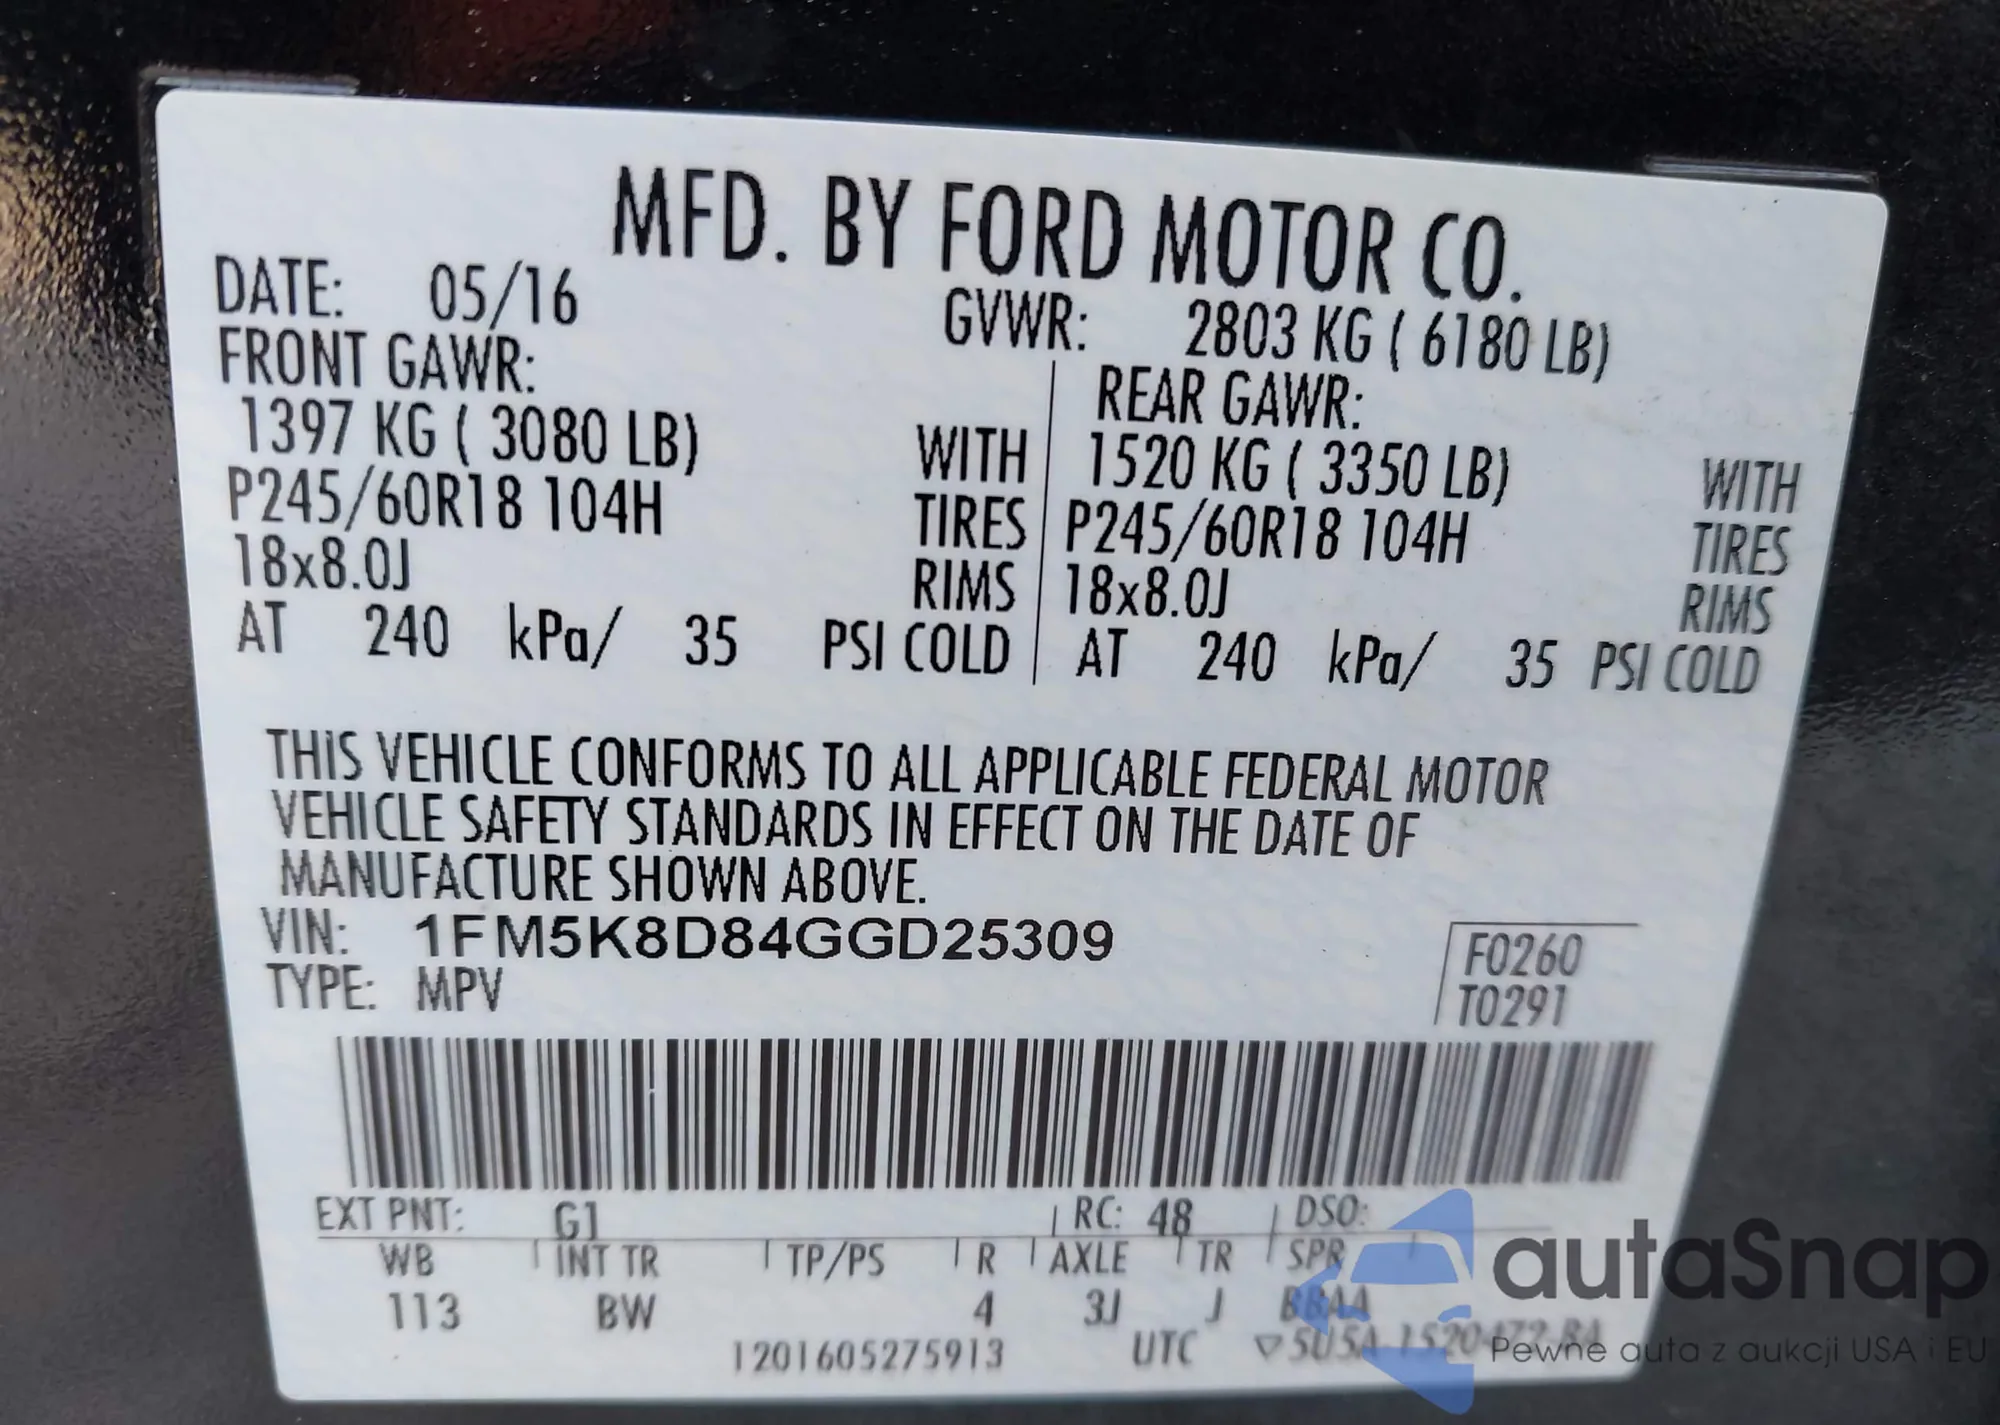 MFD. BY FORD MOTOR CO.
DATE: 05/16 GVWR: 2803 KG ( 6180 LB)
FRONT GAWR: REAR GAWR:
1397 KG ( 3080 LB) WITH 1520 KG ( 3350 LB) WITH
P245/60R18 104H TIRES P245/60R18 104H TIRES
18x8.0J RIMS 18x8.0J RIMS
AT 240 kPa/ 35 PSI COLD AT 240 kPa/ 35 PSI COLD
THIS VEHICLE CONFORMS TO ALL APPLICABLE FEDERAL MOTOR
VEHICLE SAFETY STANDARDS IN EFFECT ON THE DATE OF
MANUFACTURE SHOWN ABOVE.
VIN: 1FM5K8D84GGD25309
F0260
TYPE: MPV
T0291
EXT PNT: G1 RC: 48 DSO:
WB INT TR TP/PS R AXLE TR SPR
113 BW 4 3J J
1201605275913 UTC
autoSnap
Pewne auta z aukcji USA i EU